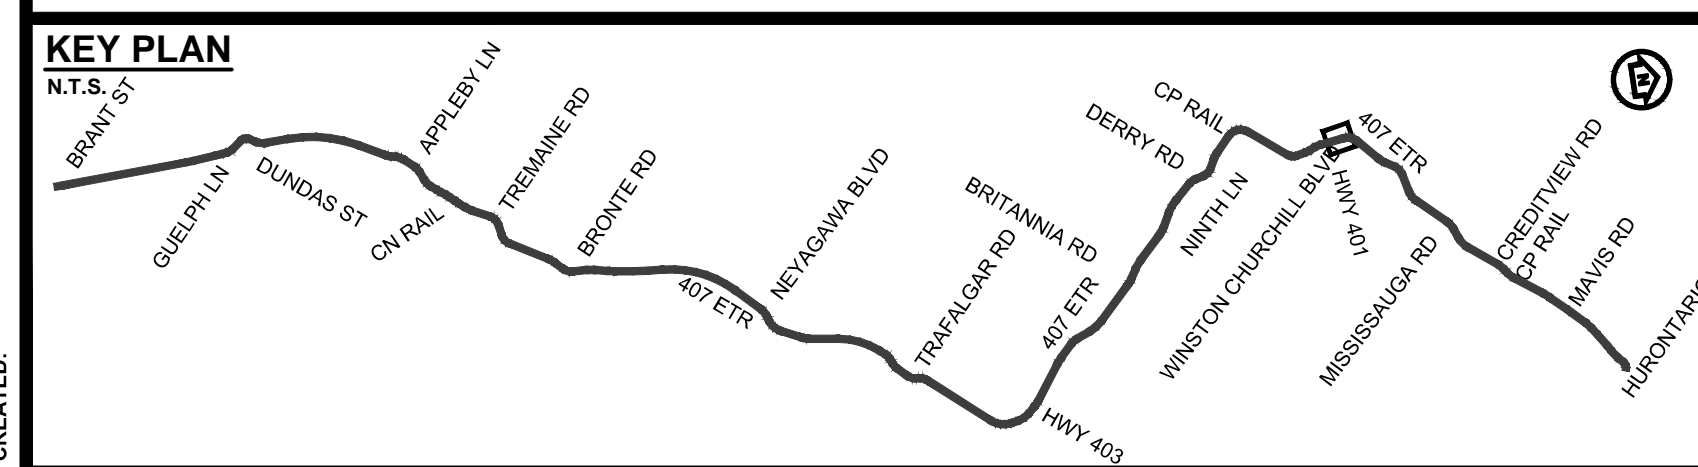 KEY PLAN
N.T.S.
BRANT ST
GUELPH LN
DUNDAS ST
APPLEBY LN
CN RAIL
TREMAINE RD
BRONTE RD
407 ETR
NEYAGAWA BLVD
TRAFALGAR RD
BRITANNIA RD
407 ETR
HWY 403
DERRY RD
CP RAIL
NINTH LN
WINSTON CHURCHILL BLVD
HWY 401
407 ETR
MISSISSAUGA RD
CREDITVIEW RD
CP RAIL
MAVIS RD
N
CREATED: